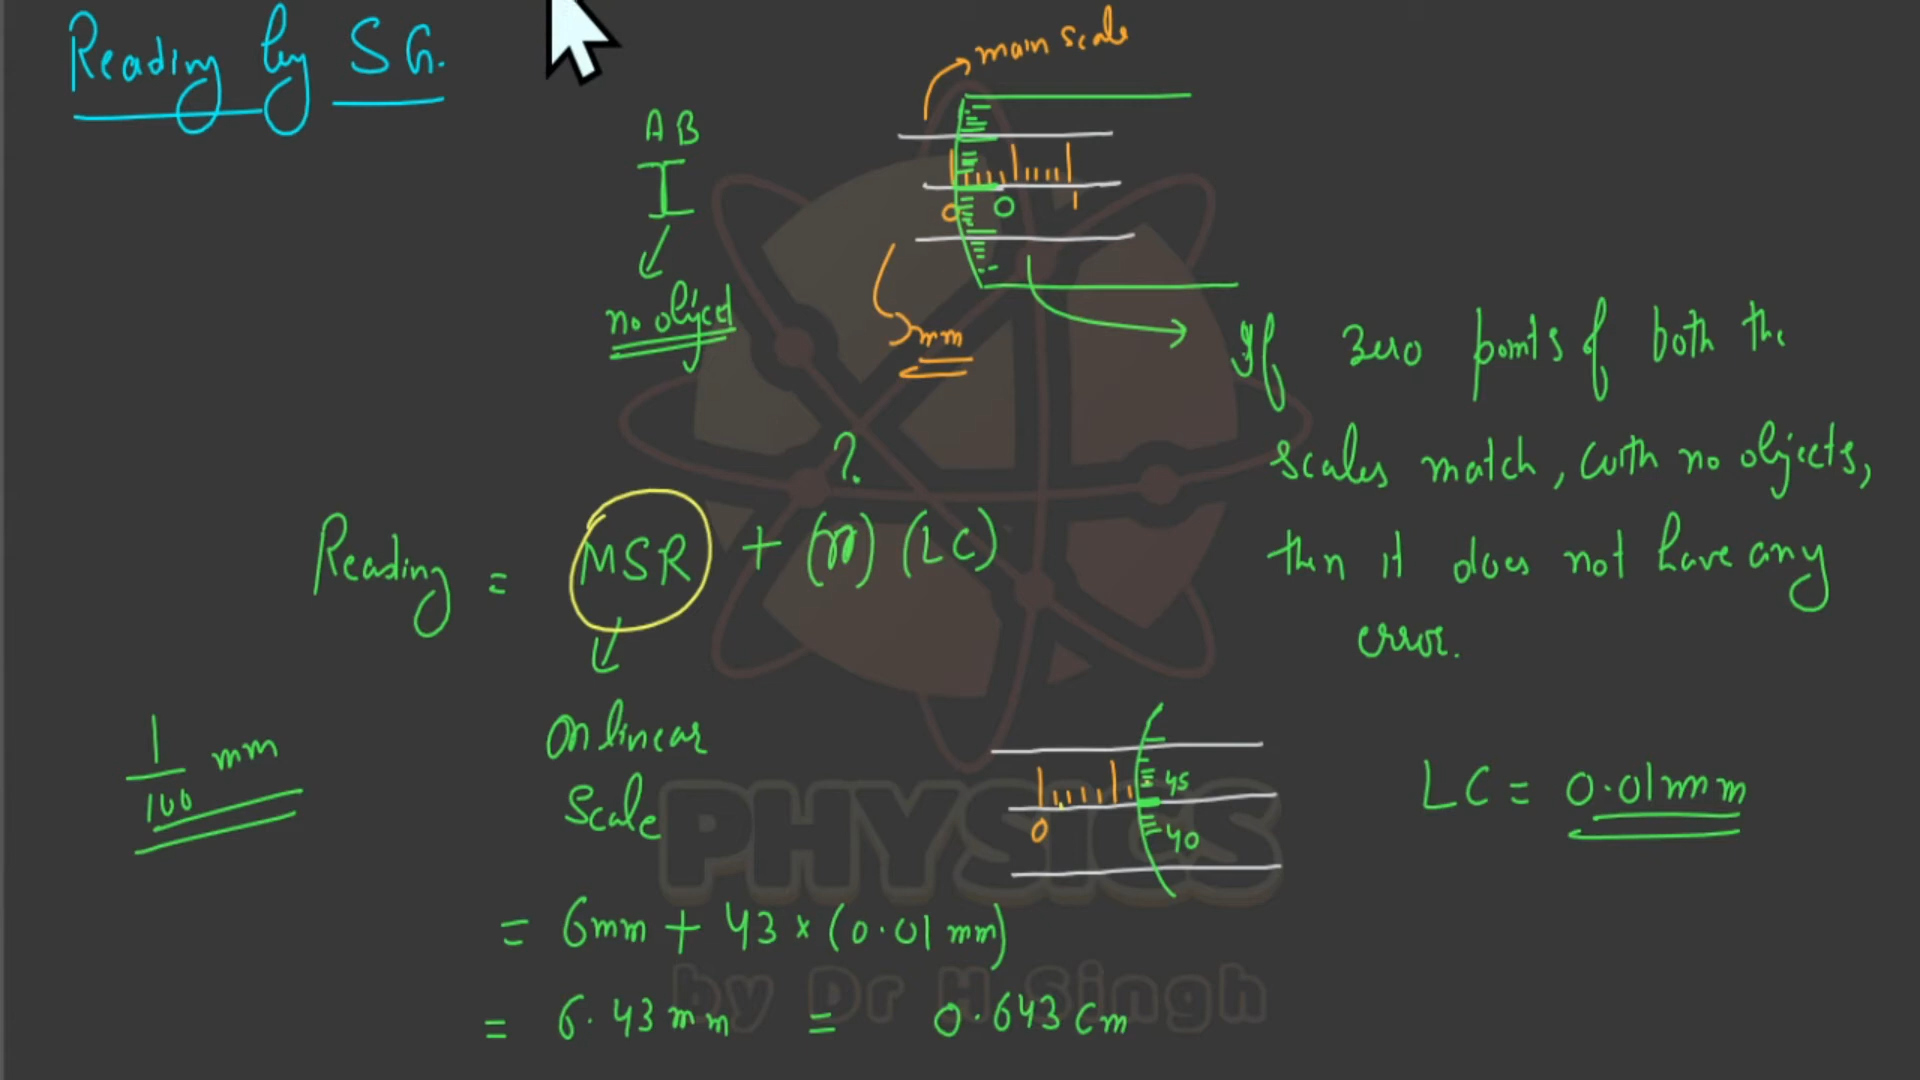 Reading by SG.
main scale
A B
0 0 1
no object
mm
If zero points of both the
scales match, with no objects,
then it does not have any
error.
?
Reading = MSR + (n) (LC)
1/100 mm
On linear
Scale
45
0
40
LC = 0.01mm
= 6mm + 43 × (0.01 mm)
= 6.43 mm = 0.643 cm
PHYSICS
by Dr H Singh